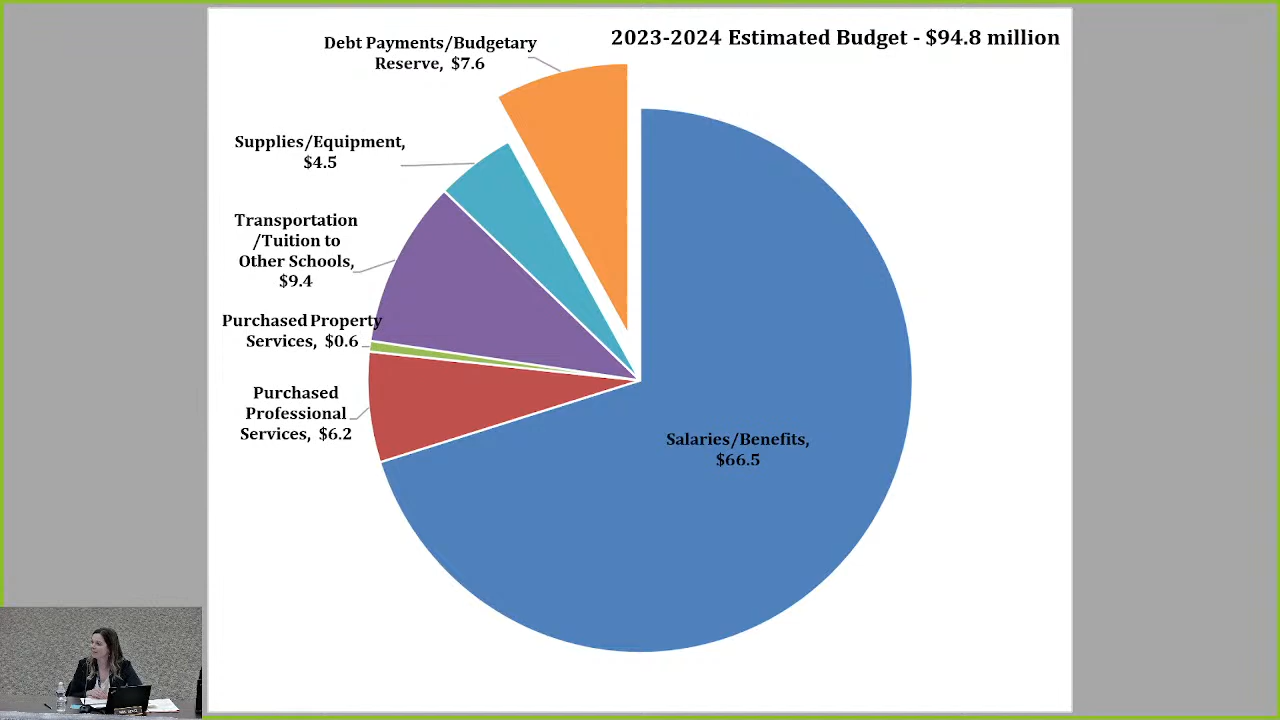 2023-2024 Estimated Budget - $94.8 million
Debt Payments/Budgetary
Reserve, $7.6
Supplies/Equipment,
$4.5
Transportation
/Tuition to
Other Schools,
$9.4
Purchased Property
Services, $0.6
Purchased
Professional
Services, $6.2
Salaries/Benefits,
$66.5